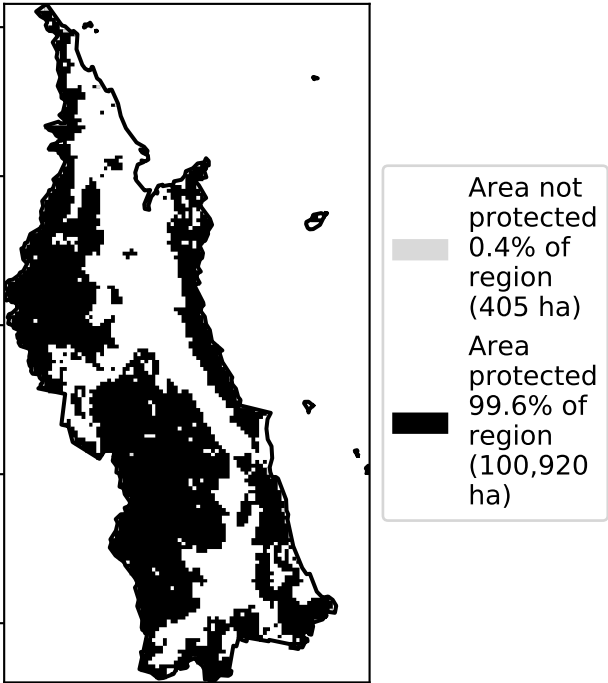 Area not
protected
0.4% of
region
(405 ha)
Area
protected
99.6% of
region
(100,920
ha)